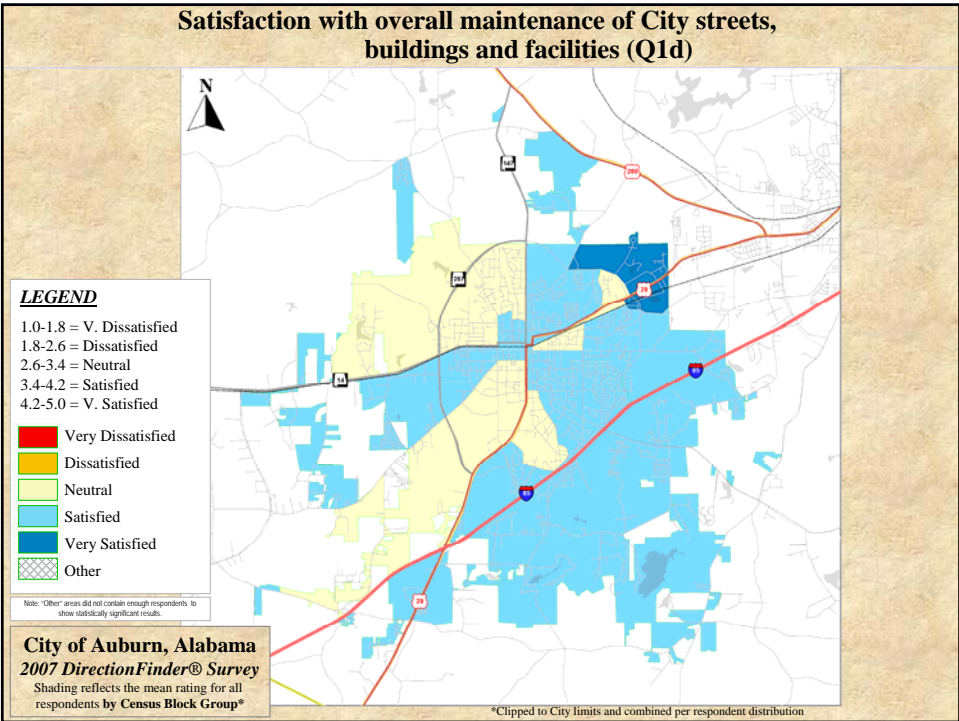 Satisfaction with overall maintenance of City streets,
buildings and facilities (Q1d)
N
147
280
267
29
14
85
85
29
LEGEND
1.0-1.8 = V. Dissatisfied
1.8-2.6 = Dissatisfied
2.6-3.4 = Neutral
3.4-4.2 = Satisfied
4.2-5.0 = V. Satisfied
Very Dissatisfied
Dissatisfied
Neutral
Satisfied
Very Satisfied
Other
Note: "Other" areas did not contain enough respondents to
show statistically significant results.
City of Auburn, Alabama
2007 DirectionFinder® Survey
Shading reflects the mean rating for all
respondents by Census Block Group*
*Clipped to City limits and combined per respondent distribution